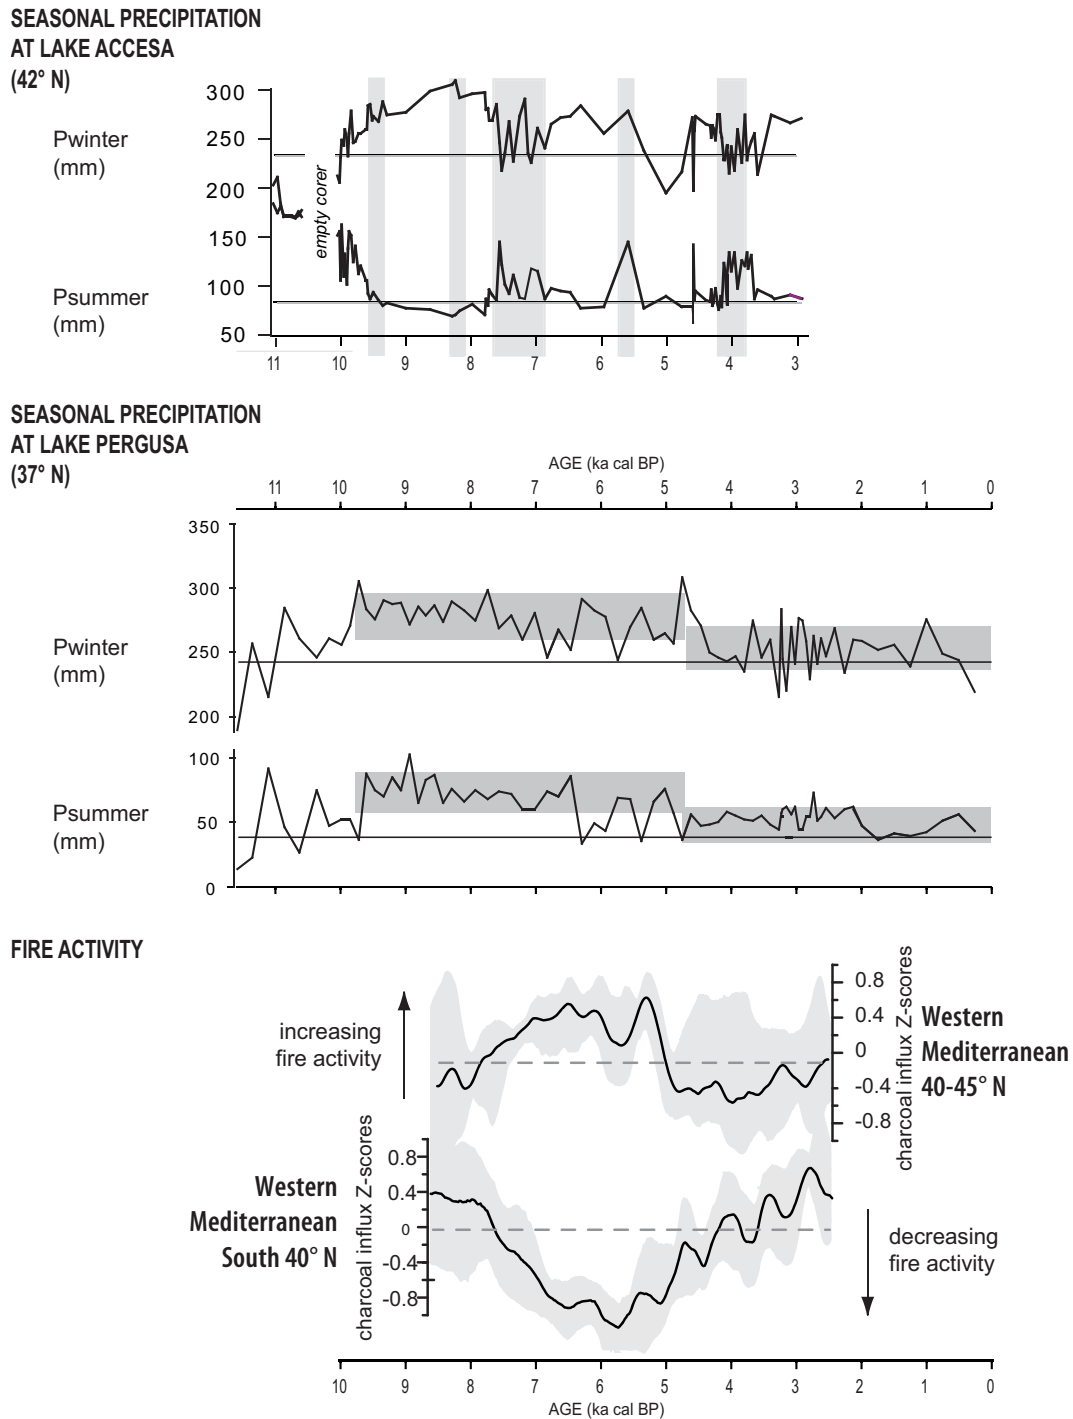 SEASONAL PRECIPITATION
AT LAKE ACCESA
(42° N)
Pwinter
(mm)
Psummer
(mm)
300
250
200
150
100
50
empty corer
11 10 9 8 7 6 5 4 3
SEASONAL PRECIPITATION
AT LAKE PERGUSA
(37° N)
AGE (ka cal BP)
11 10 9 8 7 6 5 4 3 2 1 0
350
300
250
200
Pwinter
(mm)
100
50
0
Psummer
(mm)
FIRE ACTIVITY
increasing
fire activity
0.8
0.4
0
-0.4
-0.8
charcoal influx Z-scores
Western
Mediterranean
40-45° N
Western
Mediterranean
South 40° N
charcoal influx Z-scores
0.8
0.4
0
-0.4
-0.8
decreasing
fire activity
10 9 8 7 6 5 4 3 2 1 0
AGE (ka cal BP)